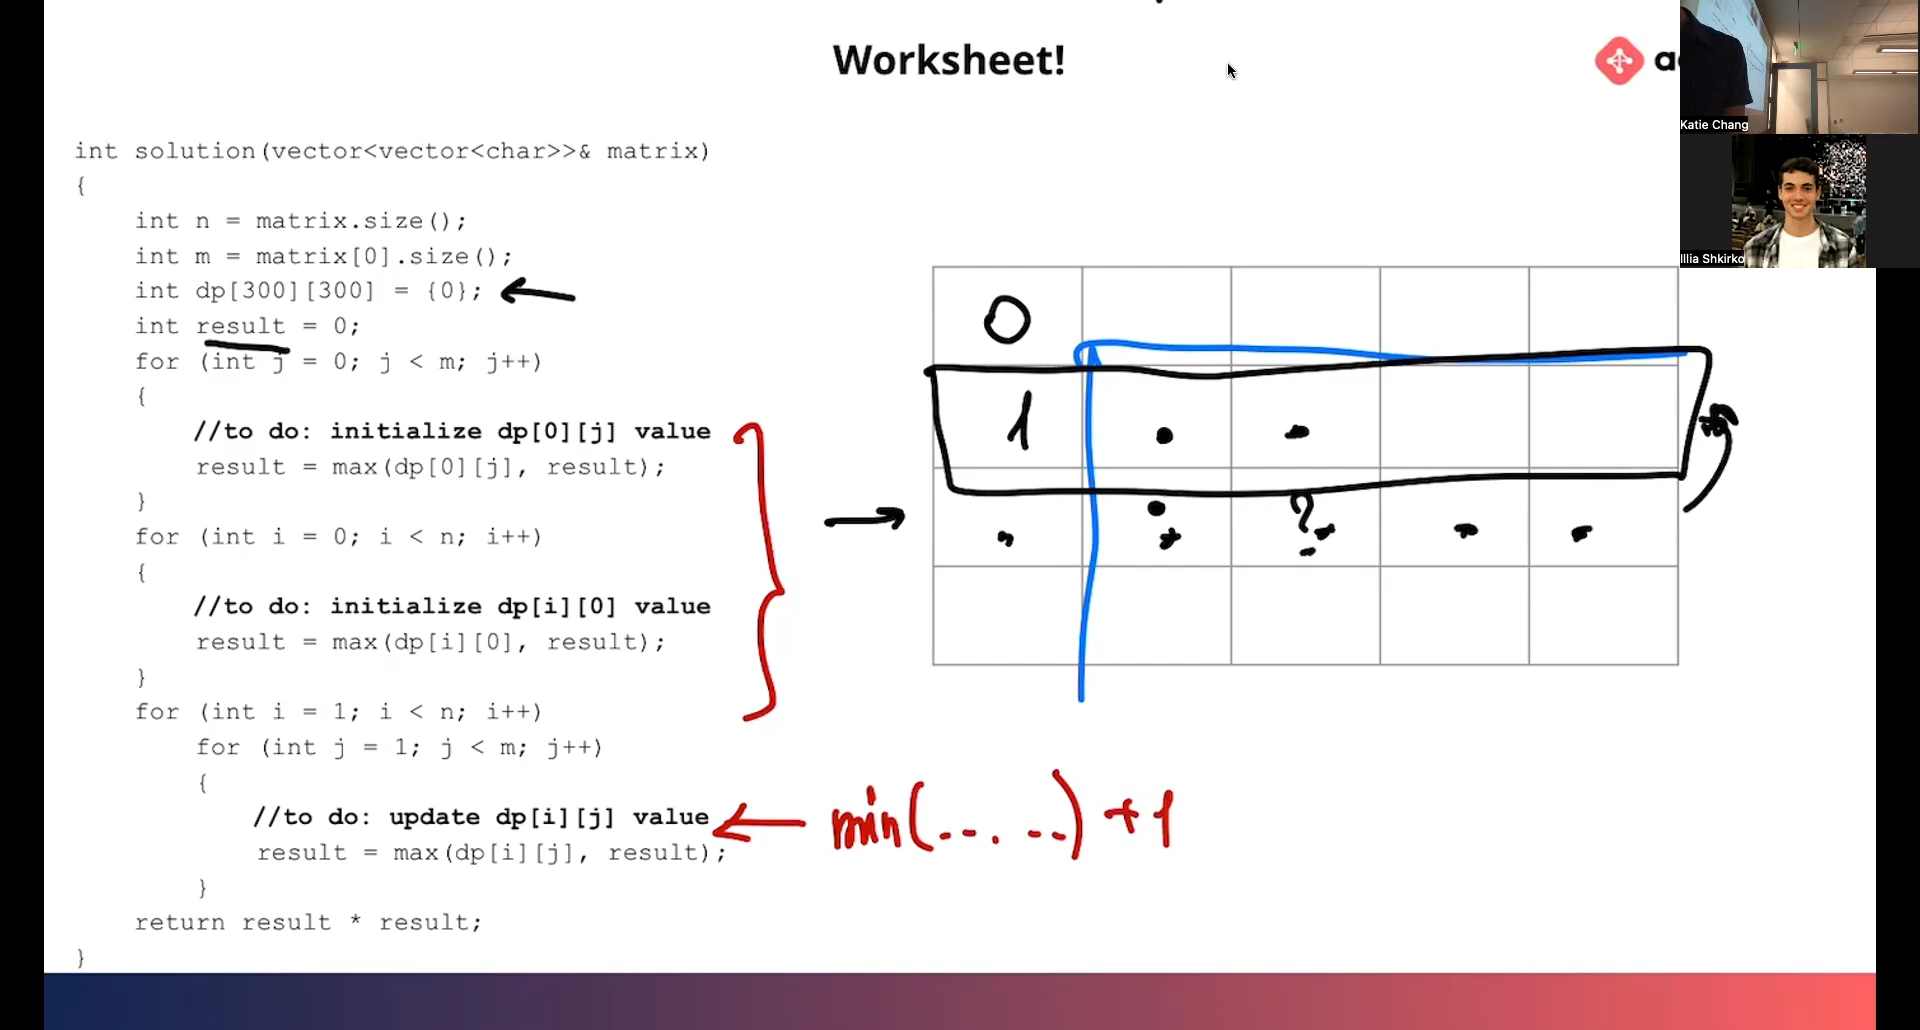 Worksheet!
a
Katie Chang
Illia Shkirko
int solution(vector<vector<char>>& matrix)
{
int n = matrix.size();
int m = matrix[0].size();
int dp[300][300] = {0};
int result = 0;
for (int j = 0; j < m; j++)
{
//to do: initialize dp[0][j] value
result = max(dp[0][j], result);
}
for (int i = 0; i < n; i++)
{
//to do: initialize dp[i][0] value
result = max(dp[i][0], result);
}
for (int i = 1; i < n; i++)
for (int j = 1; j < m; j++)
{
//to do: update dp[i][j] value
result = max(dp[i][j], result);
}
return result * result;
}
0
1
?
min(.. . ..) + 1